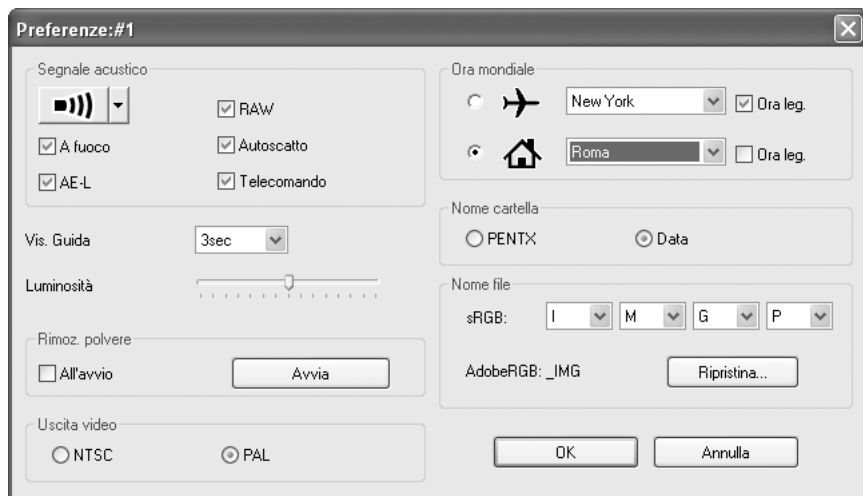 Preferenze:#1
Segnale acustico
RAW
A fuoco
Autoscatto
AE-L
Telecomando
Vis. Guida
3sec
Luminosità
Rimoz. polvere
All'avvio
Avvia
Uscita video
NTSC
PAL
Ora mondiale
New York
Ora leg.
Roma
Ora leg.
Nome cartella
PENTX
Data
Nome file
sRGB: I M G P
AdobeRGB: _IMG
Ripristina...
OK
Annulla